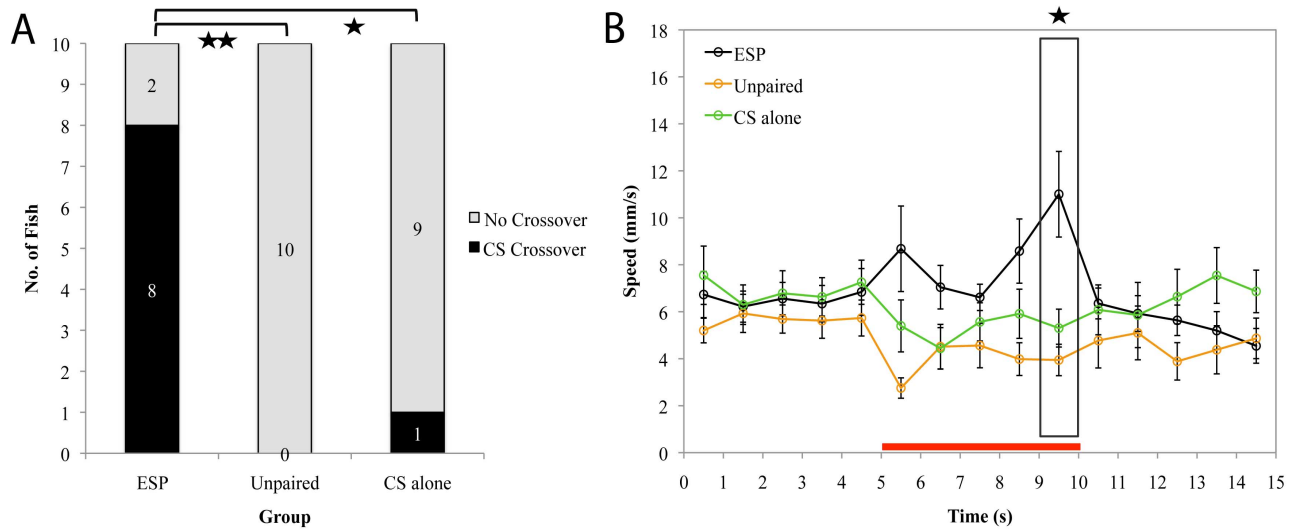 A
★★
★
No. of Fish
10
9
8
7
6
5
4
3
2
1
0
2
8
10
0
9
1
ESP
Unpaired
CS alone
Group
No Crossover
CS Crossover
B
★
Speed (mm/s)
18
16
14
12
10
8
6
4
2
0
ESP
Unpaired
CS alone
0 1 2 3 4 5 6 7 8 9 10 11 12 13 14 15
Time (s)